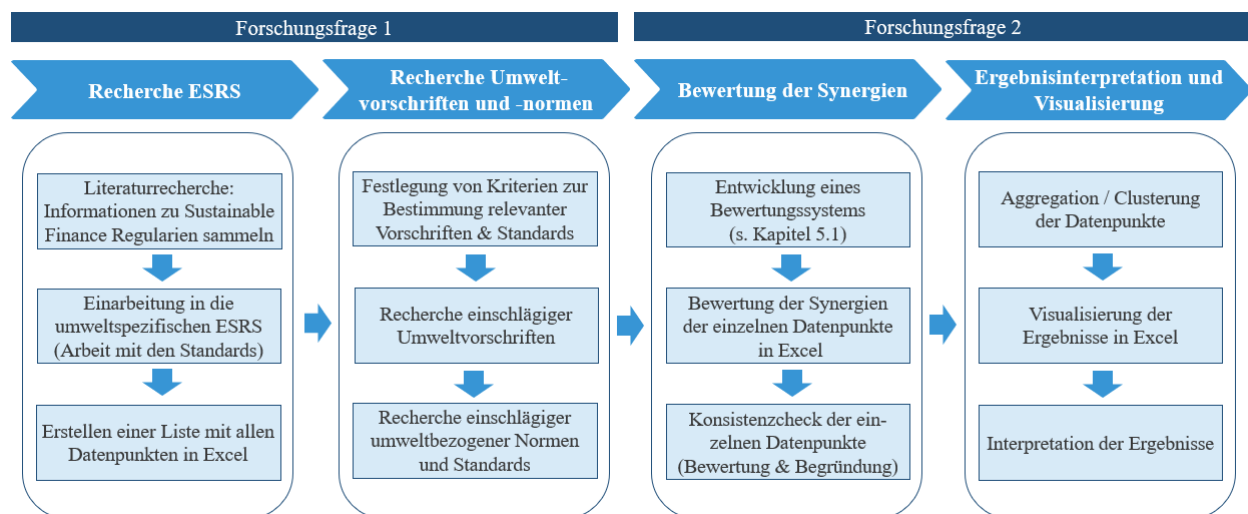 Forschungsfrage 1
Forschungsfrage 2
Recherche ESRS
Recherche Umwelt-
vorschriften und -normen
Bewertung der Synergien
Ergebnisinterpretation und
Visualisierung
Literaturrecherche:
Informationen zu Sustainable
Finance Regularien sammeln
Einarbeitung in die
umweltspezifischen ESRS
(Arbeit mit den Standards)
Erstellen einer Liste mit allen
Datenpunkten in Excel
Festlegung von Kriterien zur
Bestimmung relevanter
Vorschriften & Standards
Recherche einschlägiger
Umweltvorschriften
Recherche einschlägiger
umweltbezogener Normen
und Standards
Entwicklung eines
Bewertungssystems
(s. Kapitel 5.1)
Bewertung der Synergien
der einzelnen Datenpunkte
in Excel
Konsistenzcheck der ein-
zelnen Datenpunkte
(Bewertung & Begründung)
Aggregation / Clusterung
der Datenpunkte
Visualisierung der
Ergebnisse in Excel
Interpretation der Ergebnisse